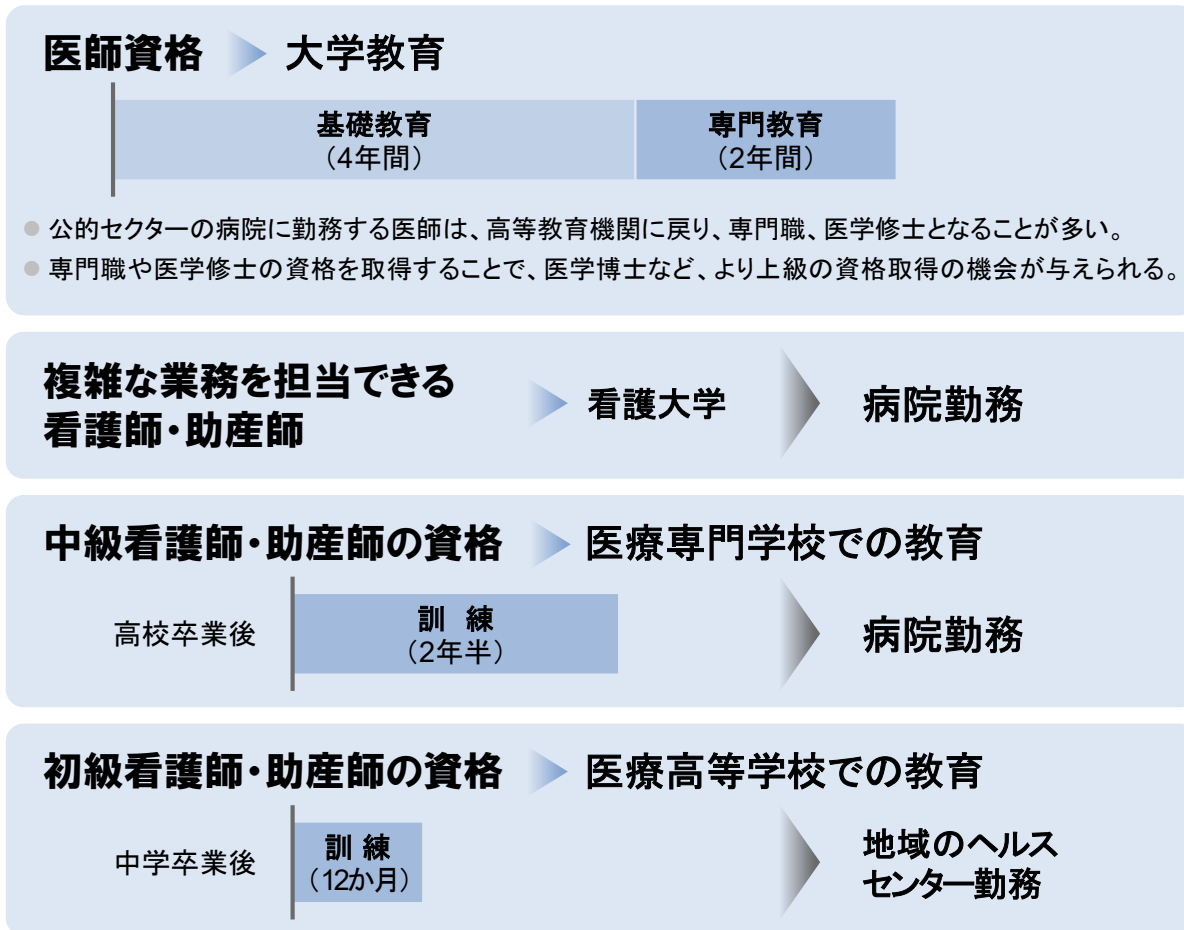 医師資格 大学教育
基礎教育 専門教育
（4年間） （2年間）
● 公的セクターの病院に勤務する医師は、高等教育機関に戻り、専門職、医学修士となることが多い。
● 専門職や医学修士の資格を取得することで、医学博士など、より上級の資格取得の機会が与えられる。
複雑な業務を担当できる
看護師・助産師
看護大学
病院勤務
中級看護師・助産師の資格 医療専門学校での教育
高校卒業後
訓 練
（2年半）
病院勤務
初級看護師・助産師の資格 医療高等学校での教育
中学卒業後
訓 練
（12か月）
地域のヘルス
センター勤務